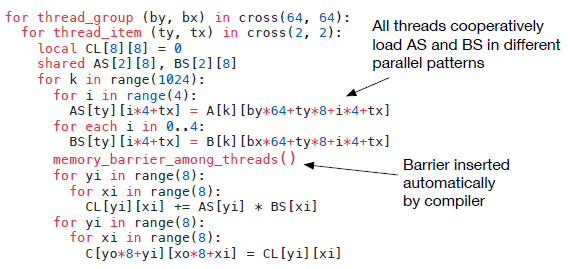 for thread_group (by, bx) in cross(64, 64):
  for thread_item (ty, tx) in cross(2, 2):
    local CL[8][8] = 0
    shared AS[2][8], BS[2][8]
    for k in range(1024):
      for i in range(4):
        AS[ty][i*4+tx] = A[k][by*64+ty*8+i*4+tx]
      for each i in 0..4:
        BS[ty][i*4+tx] = B[k][bx*64+ty*8+i*4+tx]
      memory_barrier_among_threads()
      for yi in range(8):
        for xi in range(8):
          CL[yi][xi] += AS[yi] * BS[xi]
      for yi in range(8):
        for xi in range(8):
          C[yo*8+yi][xo*8+xi] = CL[yi][xi]
All threads cooperatively
load AS and BS in different
parallel patterns
Barrier inserted
automatically
by compiler